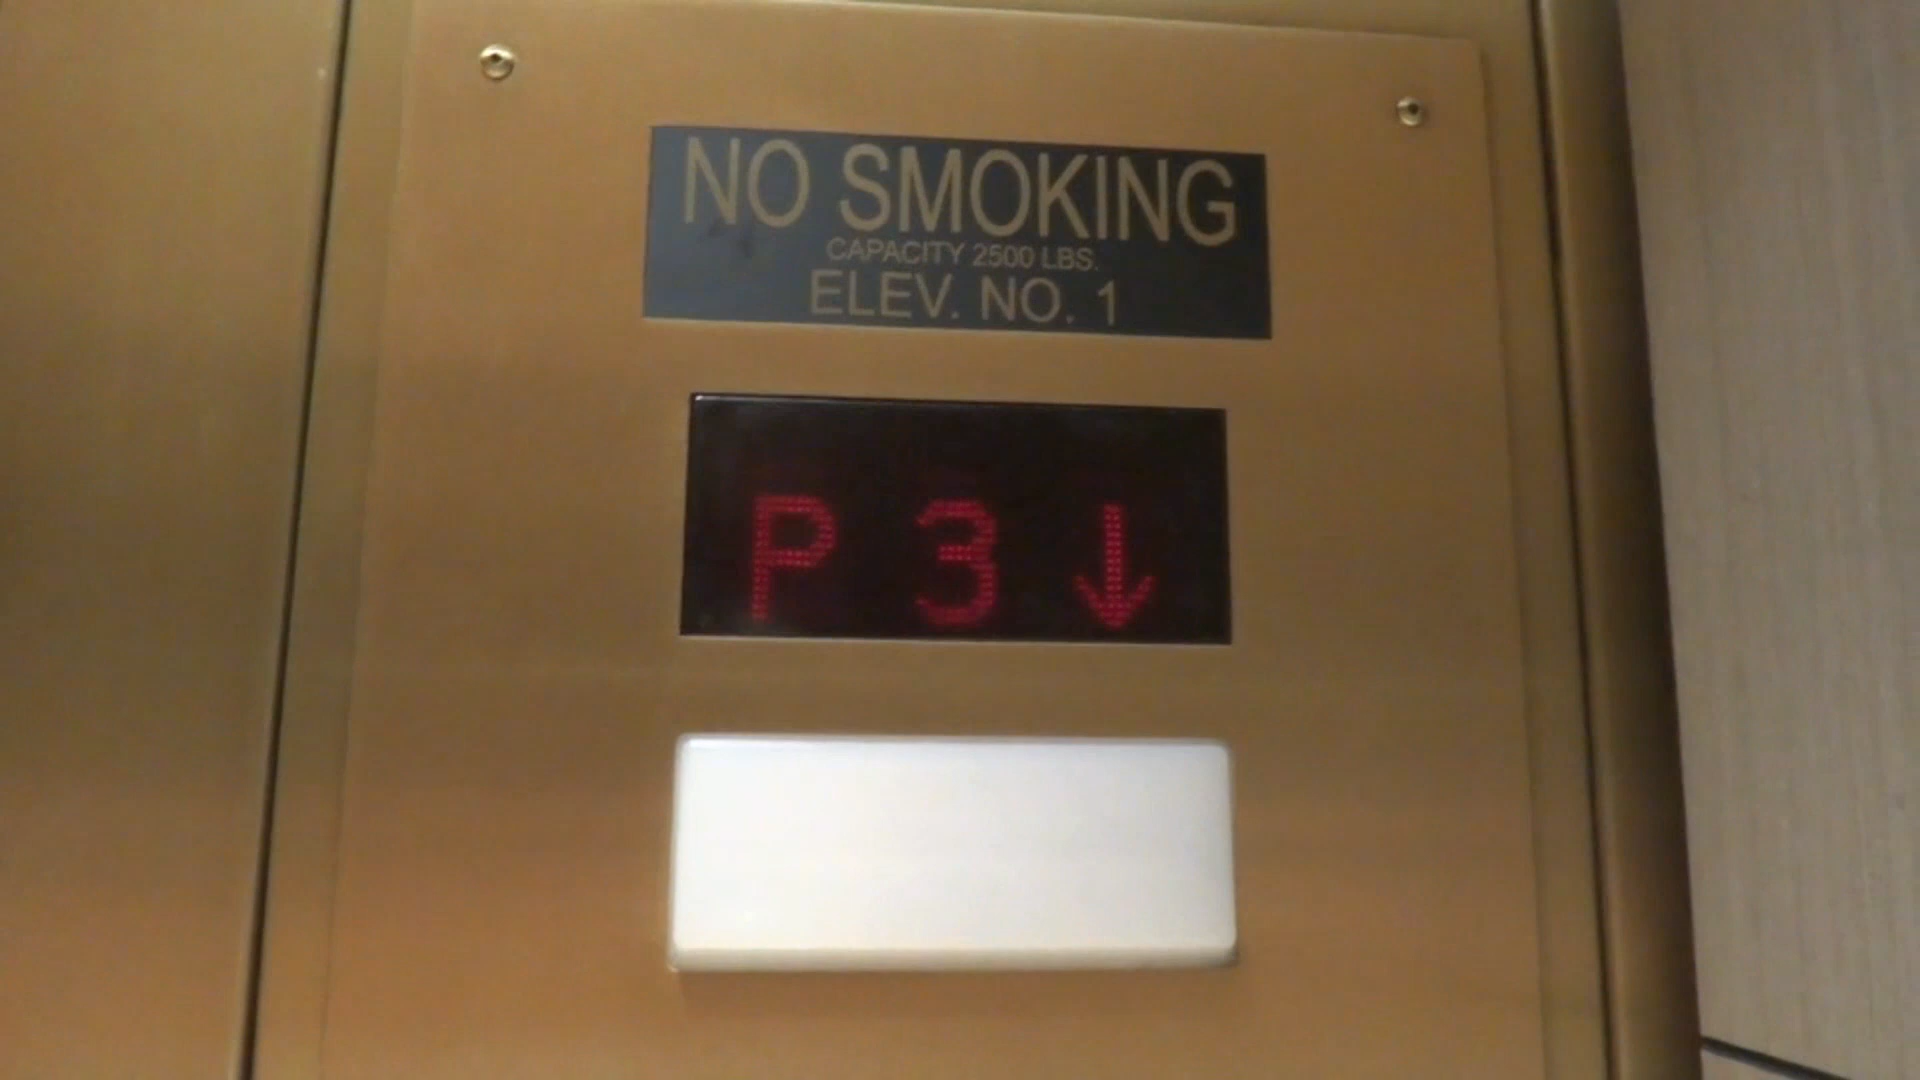 NO SMOKING
CAPACITY 2500 LBS.
ELEV. NO. 1
P 3 ↓